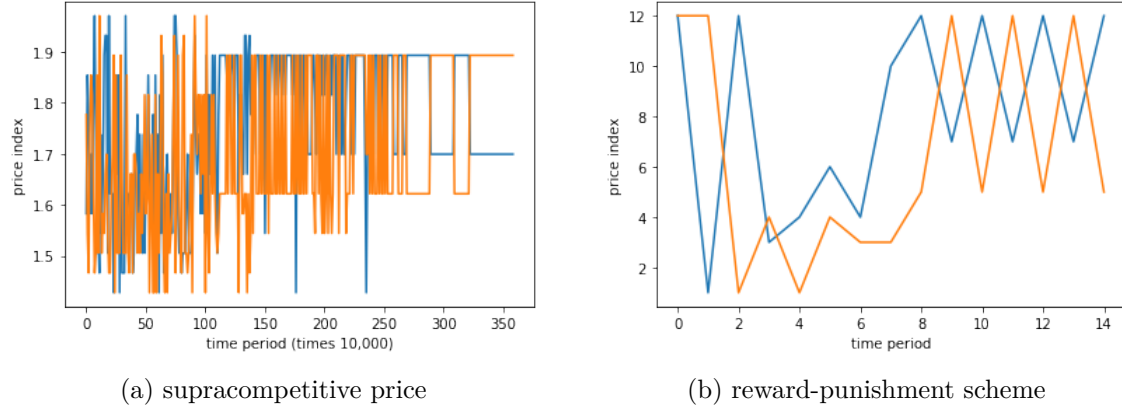 price index
1.9
1.8
1.7
1.6
1.5
0 50 100 150 200 250 300 350
time period (times 10,000)
(a) supracompetitive price
price index
12
10
8
6
4
2
0 2 4 6 8 10 12 14
time period
(b) reward-punishment scheme